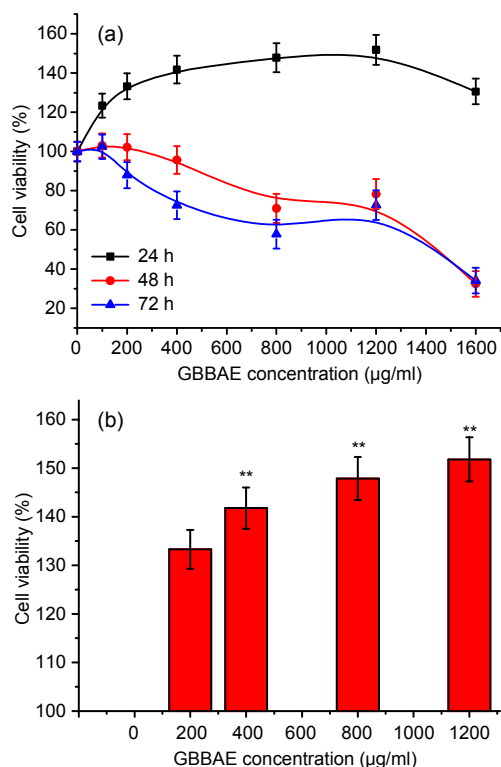 (a)
160
140
120
100
80
60
40
20
Cell viability (%)
24 h
48 h
72 h
0 200 400 600 800 1000 1200 1400 1600
GBBAE concentration (µg/ml)
(b)
160
150
140
130
120
110
100
Cell viability (%)
** ** **
0 200 400 600 800 1000 1200
GBBAE concentration (µg/ml)